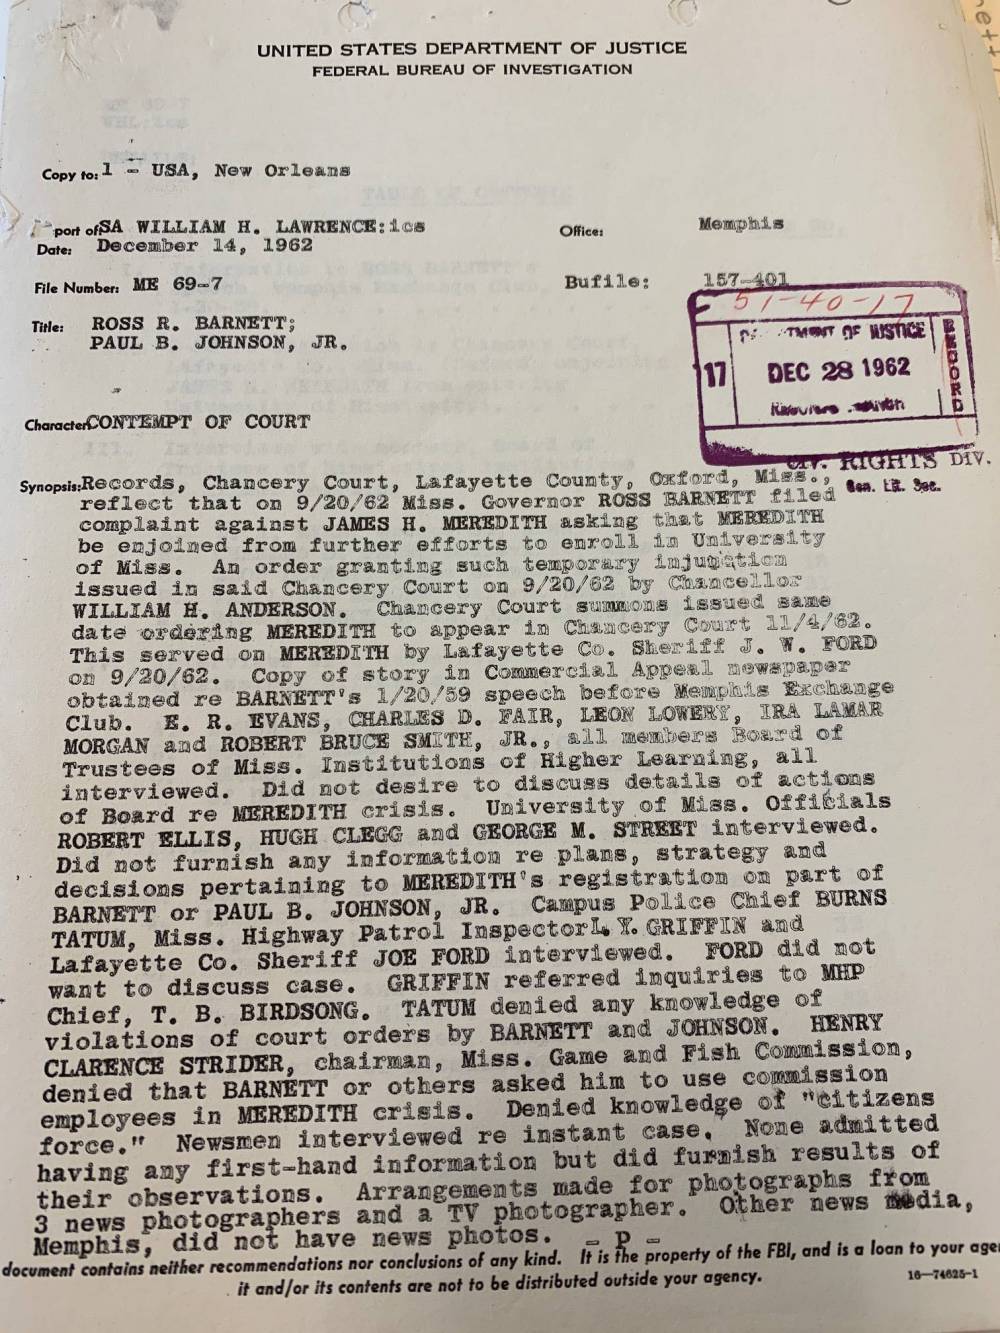 UNITED STATES DEPARTMENT OF JUSTICE
FEDERAL BUREAU OF INVESTIGATION
Copy to: 1 - USA, New Orleans
port of SA WILLIAM H. LAWRENCE:ics Office: Memphis
Date: December 14, 1962
File Number: ME 69-7 Bufile: 157-401
51-40-17
Title: ROSS R. BARNETT;
PAUL B. JOHNSON, JR.
TMENT OF JUSTICE
17 DEC 28 1962 RECORD
Character CONTEMPT OF COURT
CIV. RIGHTS DIV.
Gen. Lit. Sec.
Synopsis: Records, Chancery Court, Lafayette County, Oxford, Miss.,
reflect that on 9/20/62 Miss. Governor ROSS BARNETT filed
complaint against JAMES H. MEREDITH asking that MEREDITH
be enjoined from further efforts to enroll in University
of Miss. An order granting such temporary injunction
issued in said Chancery Court on 9/20/62 by Chancellor
WILLIAM H. ANDERSON. Chancery Court summons issued same
date ordering MEREDITH to appear in Chancery Court 11/4/62.
This served on MEREDITH by Lafayette Co. Sheriff J. W. FORD
on 9/20/62. Copy of story in Commercial Appeal newspaper
obtained re BARNETT's 1/20/59 speech before Memphis Exchange
Club. E. R. EVANS, CHARLES D. FAIR, LEON LOWERY, IRA LAMAR
MORGAN and ROBERT BRUCE SMITH, JR., all members Board of
Trustees of Miss. Institutions of Higher Learning, all
interviewed. Did not desire to discuss details of actions
of Board re MEREDITH crisis. University of Miss. Officials
ROBERT ELLIS, HUGH CLEGG and GEORGE M. STREET interviewed.
Did not furnish any information re plans, strategy and
decisions pertaining to MEREDITH's registration on part of
BARNETT or PAUL B. JOHNSON, JR. Campus Police Chief BURNS
TATUM, Miss. Highway Patrol Inspector L. Y. GRIFFIN and
Lafayette Co. Sheriff JOE FORD interviewed. FORD did not
want to discuss case. GRIFFIN referred inquiries to MHP
Chief, T. B. BIRDSONG. TATUM denied any knowledge of
violations of court orders by BARNETT and JOHNSON. HENRY
CLARENCE STRIDER, chairman, Miss. Game and Fish Commission,
denied that BARNETT or others asked him to use commission
employees in MEREDITH crisis. Denied knowledge of "citizens
force." Newsmen interviewed re instant case. None admitted
having any first-hand information but did furnish results of
their observations. Arrangements made for photographs from
3 news photographers and a TV photographer. Other news media,
Memphis, did not have news photos. - P -
document contains neither recommendations nor conclusions of any kind. It is the property of the FBI, and is a loan to your age
it and/or its contents are not to be distributed outside your agency. 16—74625-1